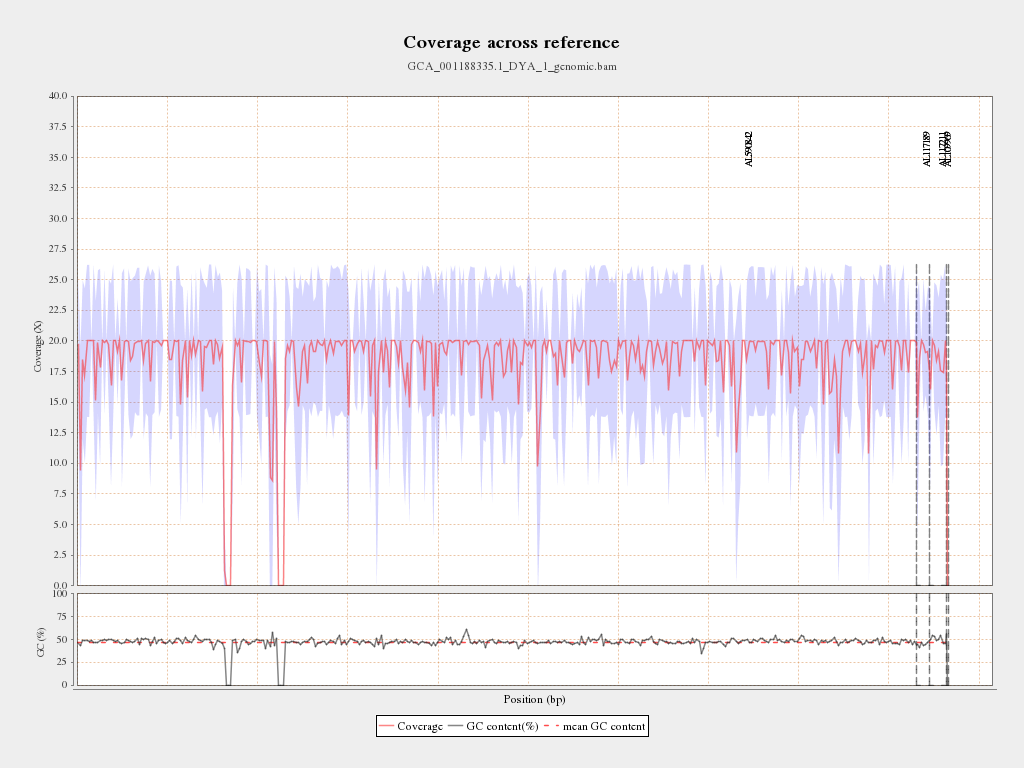 Coverage across reference
GCA_001188335.1_DYA_1_genomic.bam
40.0
37.5
35.0
32.5
30.0
27.5
25.0
22.5
20.0
17.5
15.0
12.5
10.0
7.5
5.0
2.5
0.0
Coverage (X)
AL590842
AL117189
AL117211
AL109969
100
75
50
25
0
GC (%)
Position (bp)
Coverage GC content(%) mean GC content